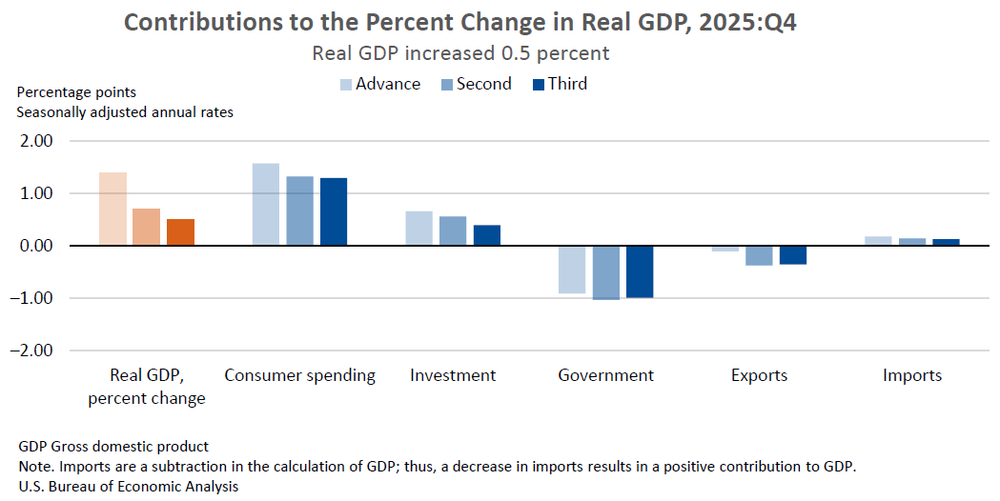 Contributions to the Percent Change in Real GDP, 2025:Q4
Real GDP increased 0.5 percent
Advance Second Third
Percentage points
Seasonally adjusted annual rates
2.00
1.00
0.00
–1.00
–2.00
Real GDP, percent change
Consumer spending
Investment
Government
Exports
Imports
GDP Gross domestic product
Note. Imports are a subtraction in the calculation of GDP; thus, a decrease in imports results in a positive contribution to GDP.
U.S. Bureau of Economic Analysis